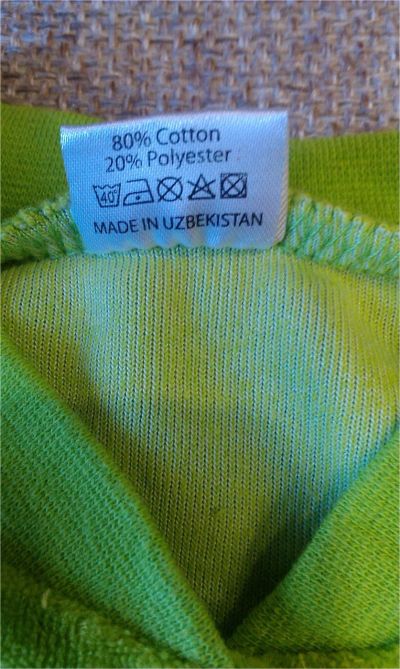 80% Cotton
20% Polyester
40°
MADE IN UZBEKISTAN